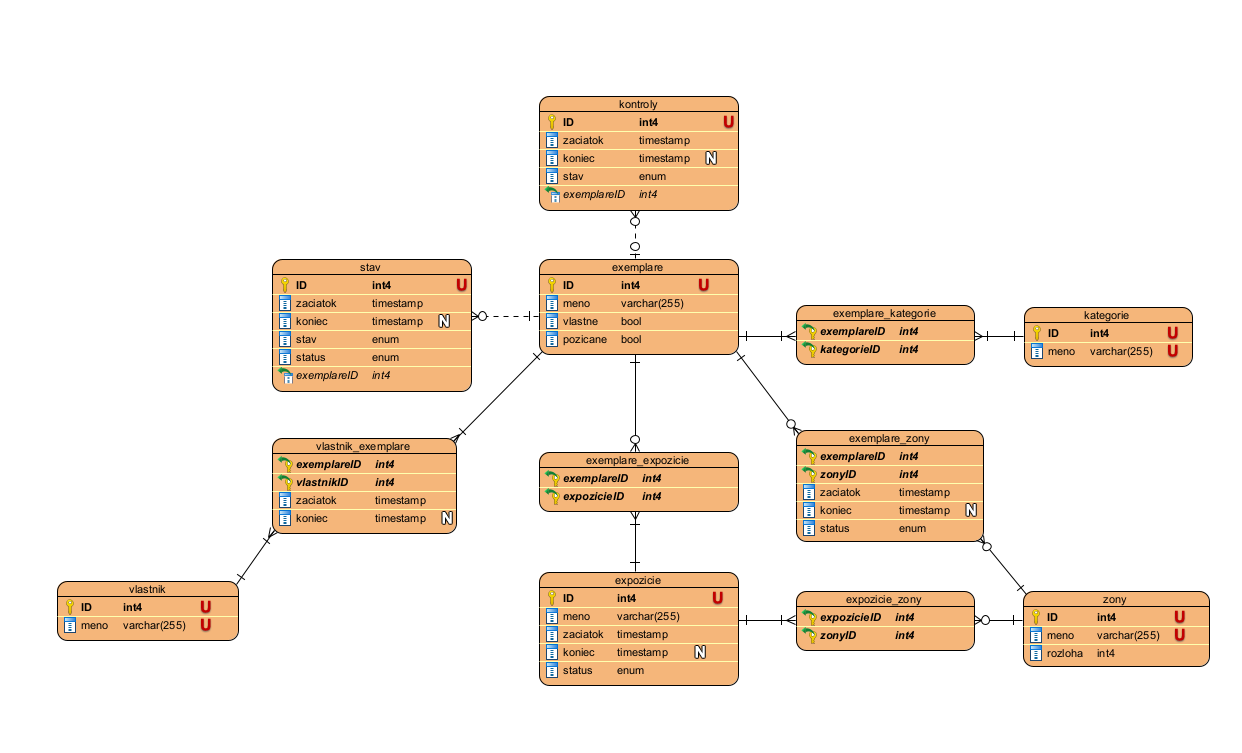 kontroly
ID int4 U
zaciatok timestamp
koniec timestamp N
stav enum
exemplareID int4
stav
ID int4 U
zaciatok timestamp
koniec timestamp N
stav enum
status enum
exemplareID int4
exemplare
ID int4 U
meno varchar(255)
vlastne bool
pozicane bool
exemplare_kategorie
exemplareID int4
kategorieID int4
kategorie
ID int4 U
meno varchar(255) U
vlastnik_exemplare
exemplareID int4
vlastnikID int4
zaciatok timestamp
koniec timestamp N
exemplare_expozicie
exemplareID int4
expozicieID int4
exemplare_zony
exemplareID int4
zonyID int4
zaciatok timestamp
koniec timestamp N
status enum
vlastnik
ID int4 U
meno varchar(255) U
expozicie
ID int4 U
meno varchar(255)
zaciatok timestamp
koniec timestamp N
status enum
expozicie_zony
expozicieID int4
zonyID int4
zony
ID int4 U
meno varchar(255) U
rozloha int4